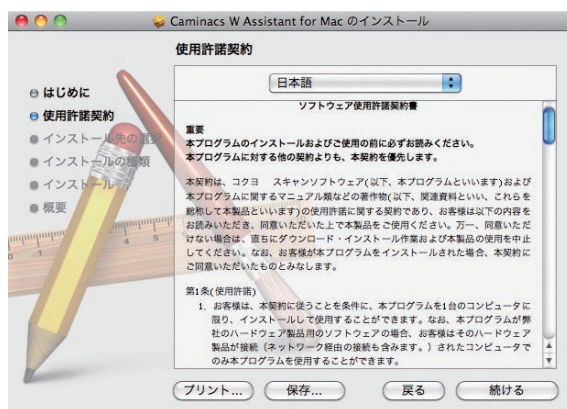 Caminacs W Assistant for Mac のインストール
使用許諾契約
はじめに
使用許諾契約
インストール先の選択
インストールの種類
インストール
概要
日本語
ソフトウェア使用許諾契約書
重要
本プログラムのインストールおよびご使用の前に必ずお読みください。
本プログラムに対する他の契約よりも、本契約を優先します。
本契約は、コクヨ　スキャンソフトウェア(以下、本プログラムといいます)および
本プログラムに関するマニュアル類などの著作物(以下、関連資料といい、これらを
総称して本製品といいます)の使用許諾に関する契約であり、お客様は以下の内容を
お読みいただき、同意いただいた上で本製品をご使用ください。万一、同意いただ
けない場合は、直ちにダウンロード・インストール作業および本製品の使用を中止
してください。なお、お客様が本プログラムをインストールされた場合、本契約に
ご同意いただいたものとみなします。
第1条(使用許諾)
1. お客様は、本契約に従うことを条件に、本プログラムを1台のコンピュータに
限り、インストールして使用することができます。なお、本プログラムが弊
社のハードウェア製品用のソフトウェアの場合、お客様はそのハードウェア
製品が接続（ネットワーク経由の接続も含みます。）されたコンピュータで
のみ本プログラムを使用することができます。
プリント... 保存... 戻る 続ける